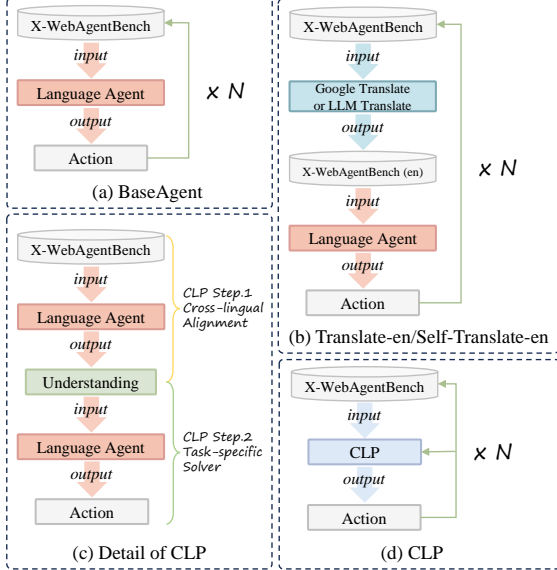 X-WebAgentBench
input
Language Agent
output
Action
× N
(a) BaseAgent
X-WebAgentBench
input
Google Translate
or LLM Translate
output
X-WebAgentBench (en)
input
Language Agent
output
Action
× N
(b) Translate-en/Self-Translate-en
X-WebAgentBench
input
Language Agent
output
Understanding
input
Language Agent
output
Action
CLP Step.1
Cross-lingual
Alignment
CLP Step.2
Task-specific
Solver
(c) Detail of CLP
X-WebAgentBench
input
CLP
output
Action
× N
(d) CLP